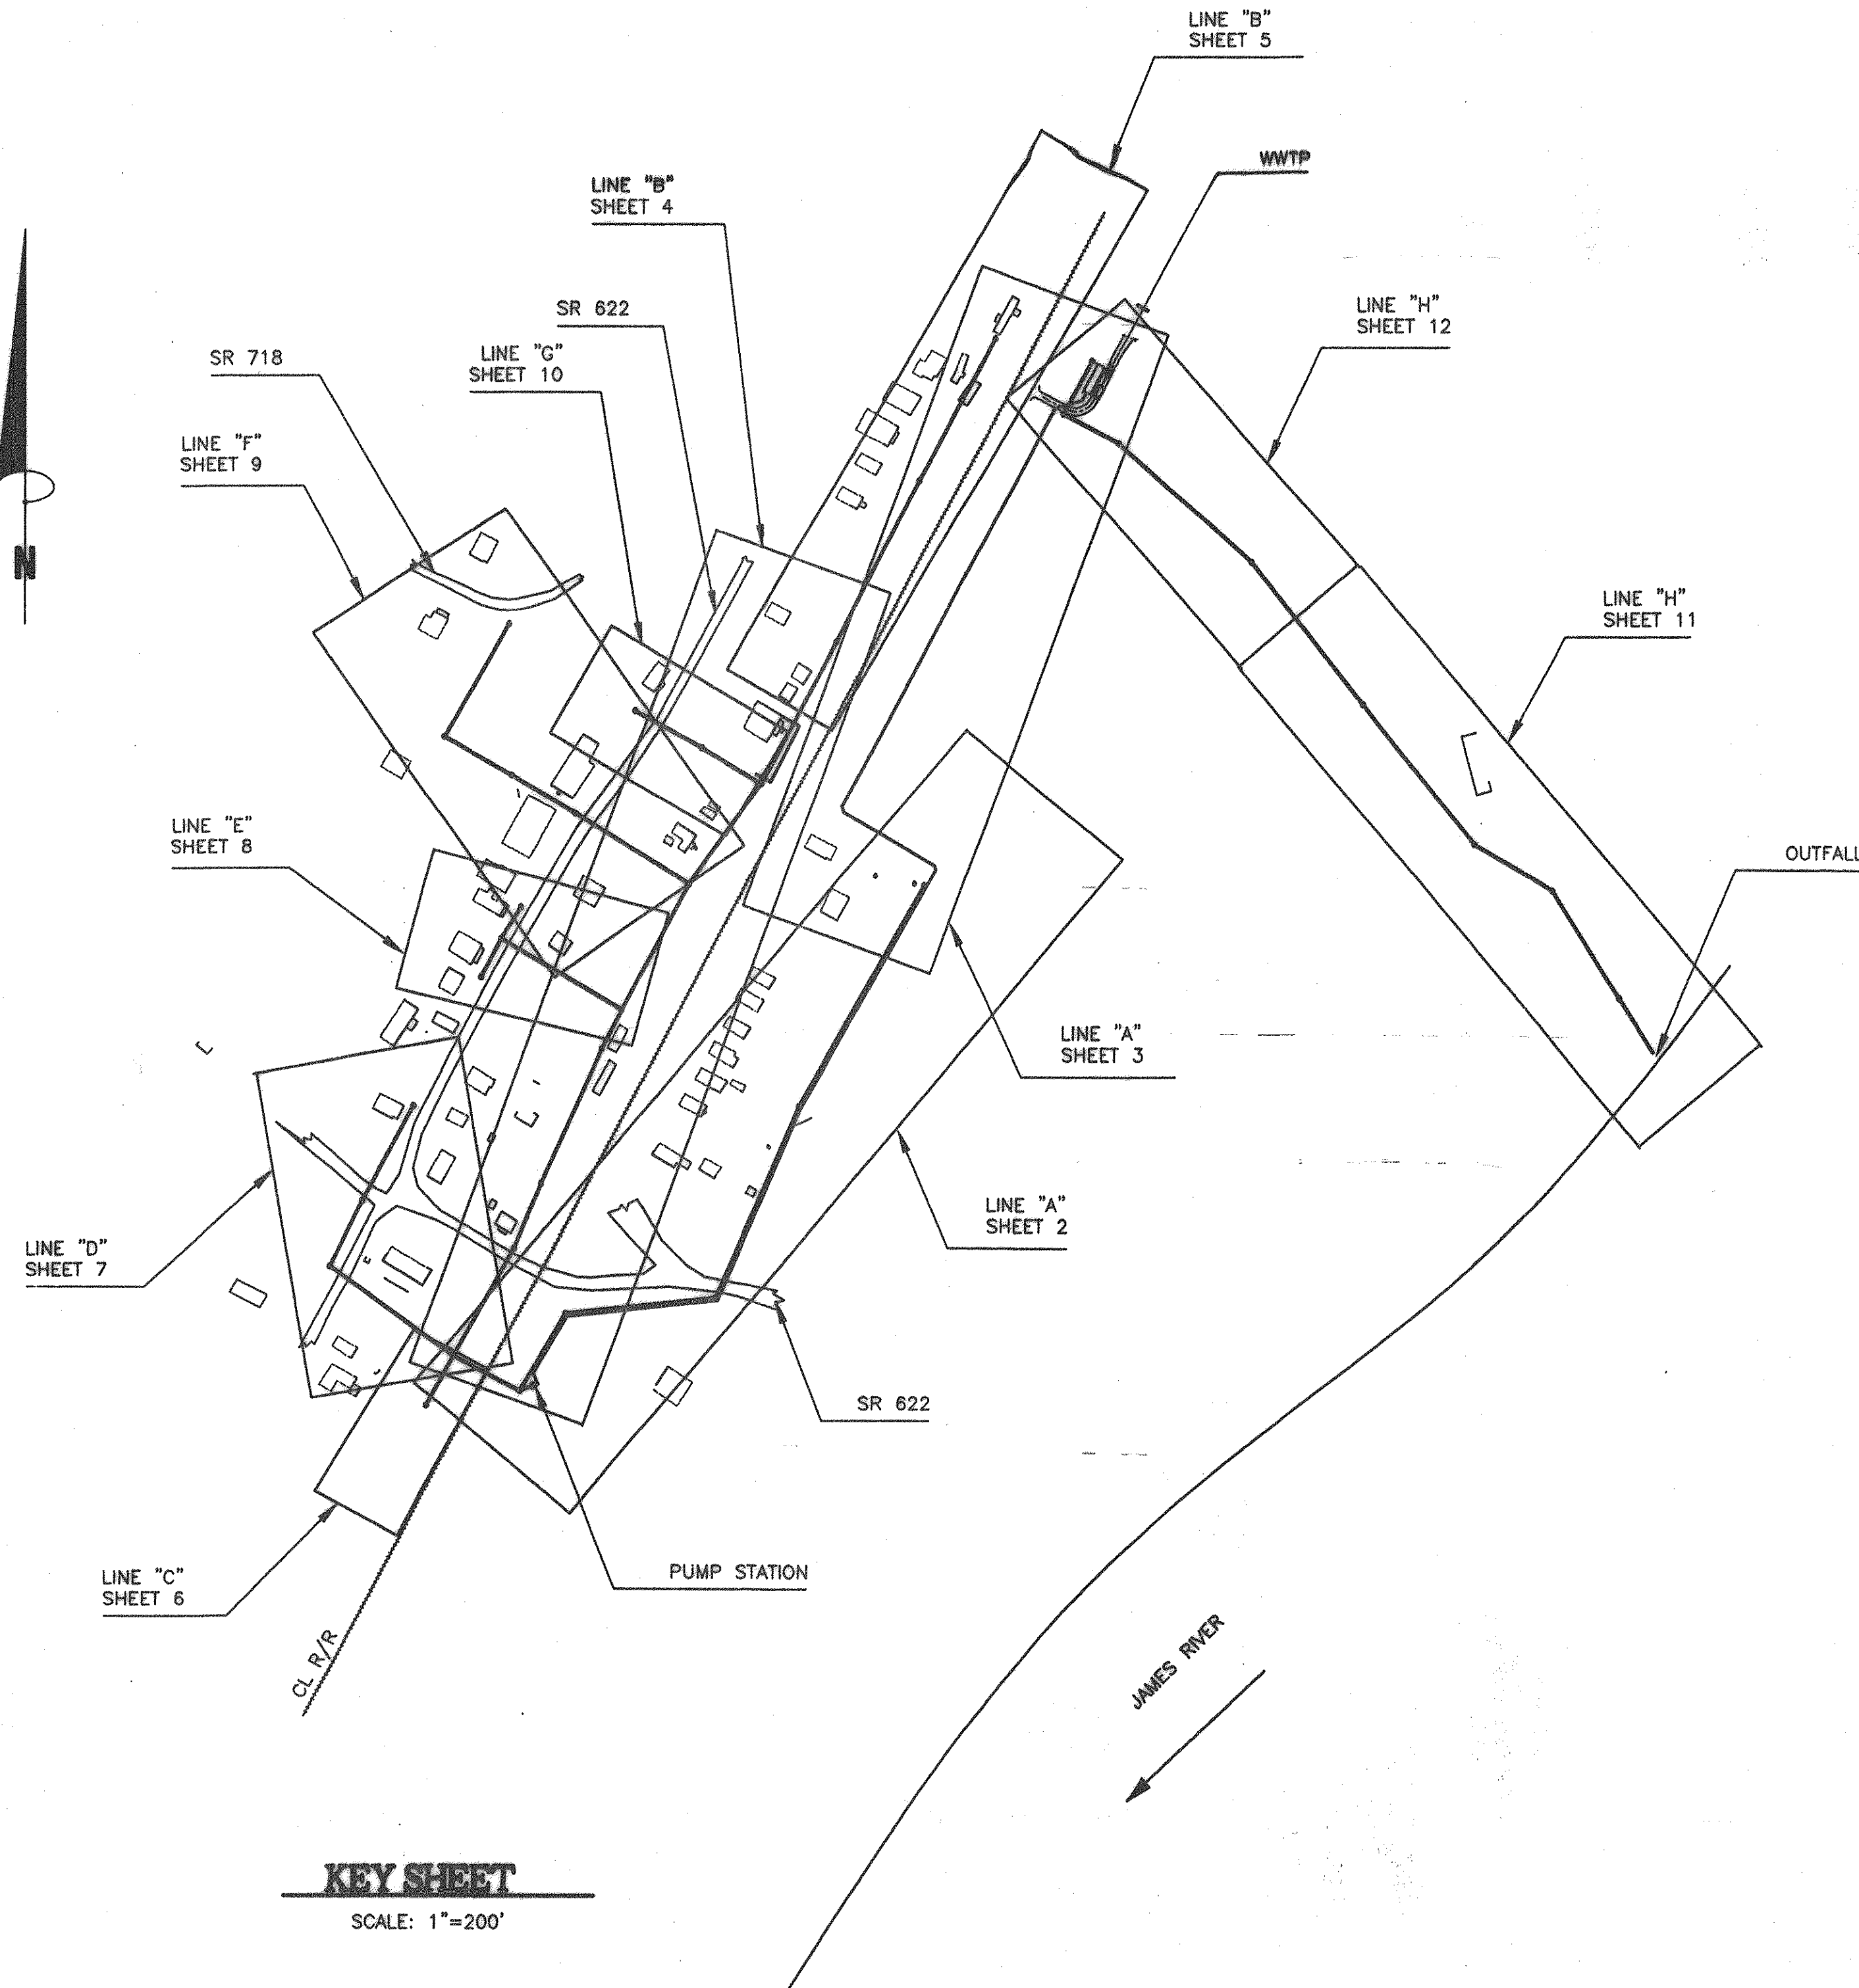 LINE "B"
SHEET 5
WWTP
LINE "B"
SHEET 4
SR 622
LINE "H"
SHEET 12
SR 718
LINE "G"
SHEET 10
LINE "F"
SHEET 9
N
LINE "H"
SHEET 11
LINE "E"
SHEET 8
OUTFALL
LINE "A"
SHEET 3
LINE "A"
SHEET 2
LINE "D"
SHEET 7
SR 622
PUMP STATION
LINE "C"
SHEET 6
CL R/R
JAMES RIVER
KEY SHEET
SCALE: 1"=200'